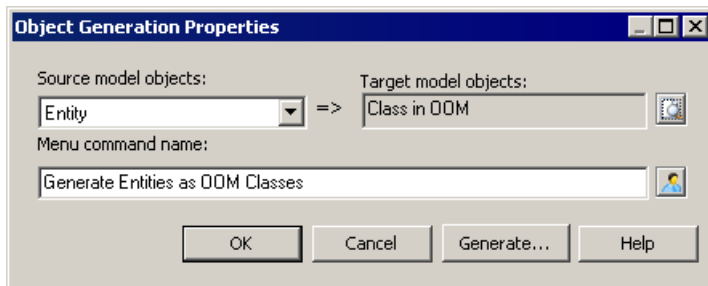 Object Generation Properties
Source model objects:
Target model objects:
Entity
=>
Class in OOM
Menu command name:
Generate Entities as OOM Classes
OK
Cancel
Generate...
Help